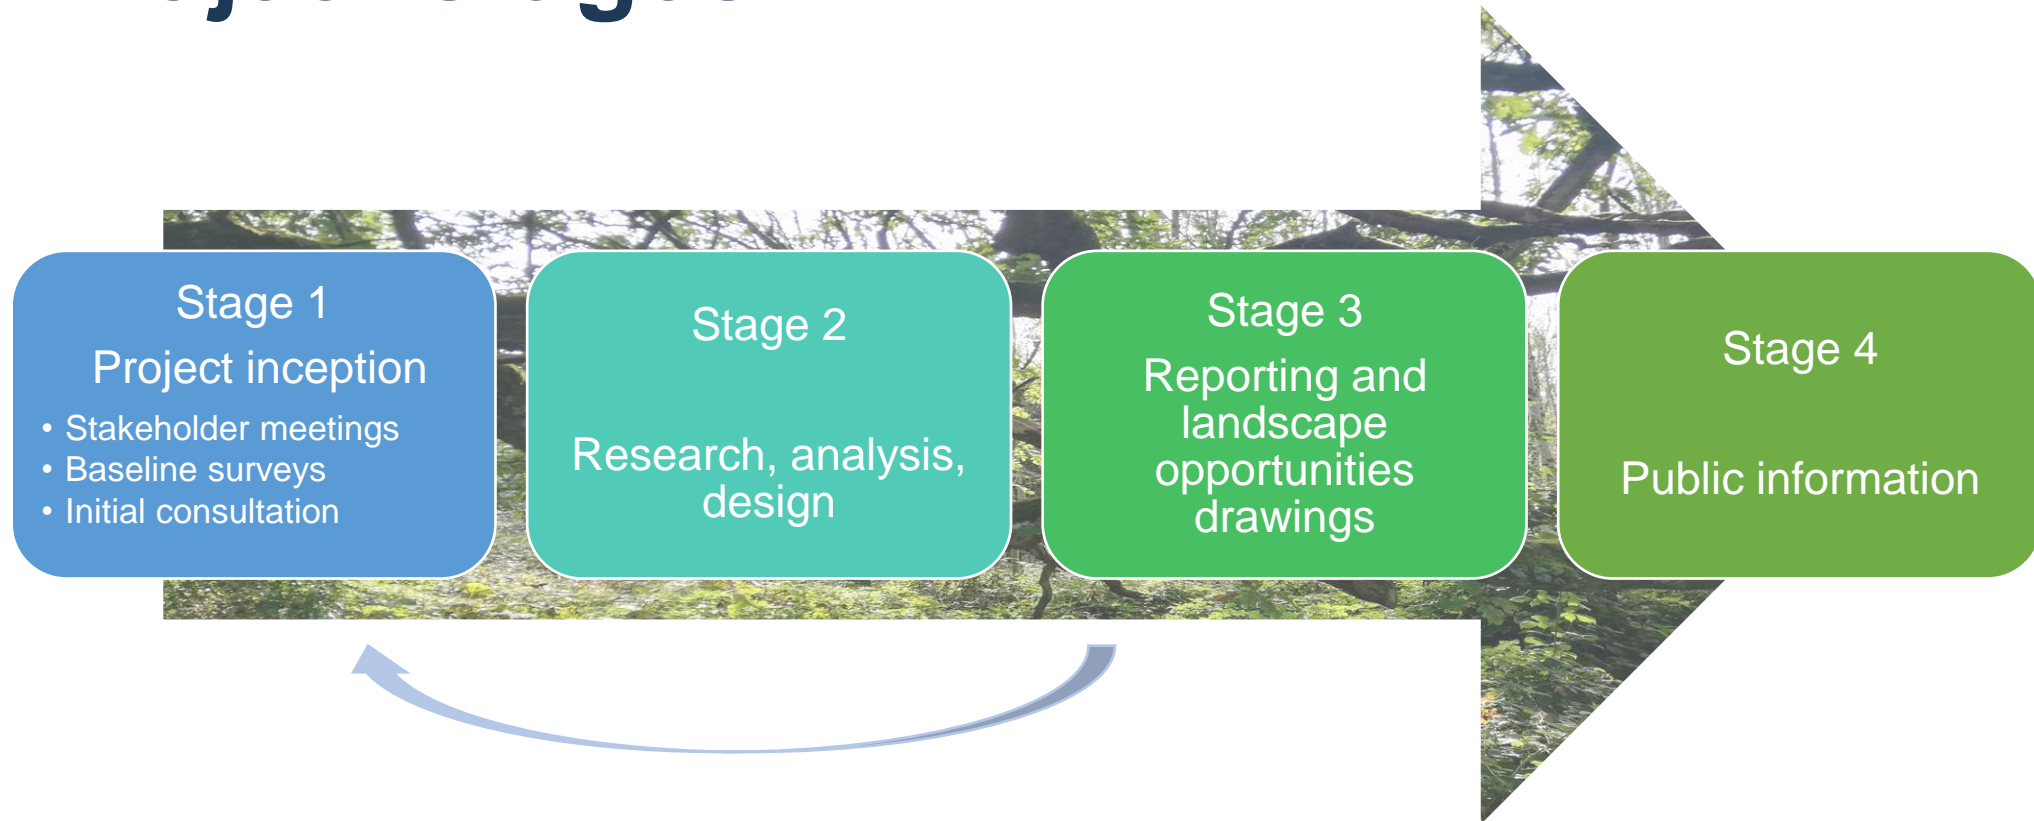 Stage 1
Project inception
• Stakeholder meetings
• Baseline surveys
• Initial consultation
Stage 2
Research, analysis,
design
Stage 3
Reporting and
landscape
opportunities
drawings
Stage 4
Public information